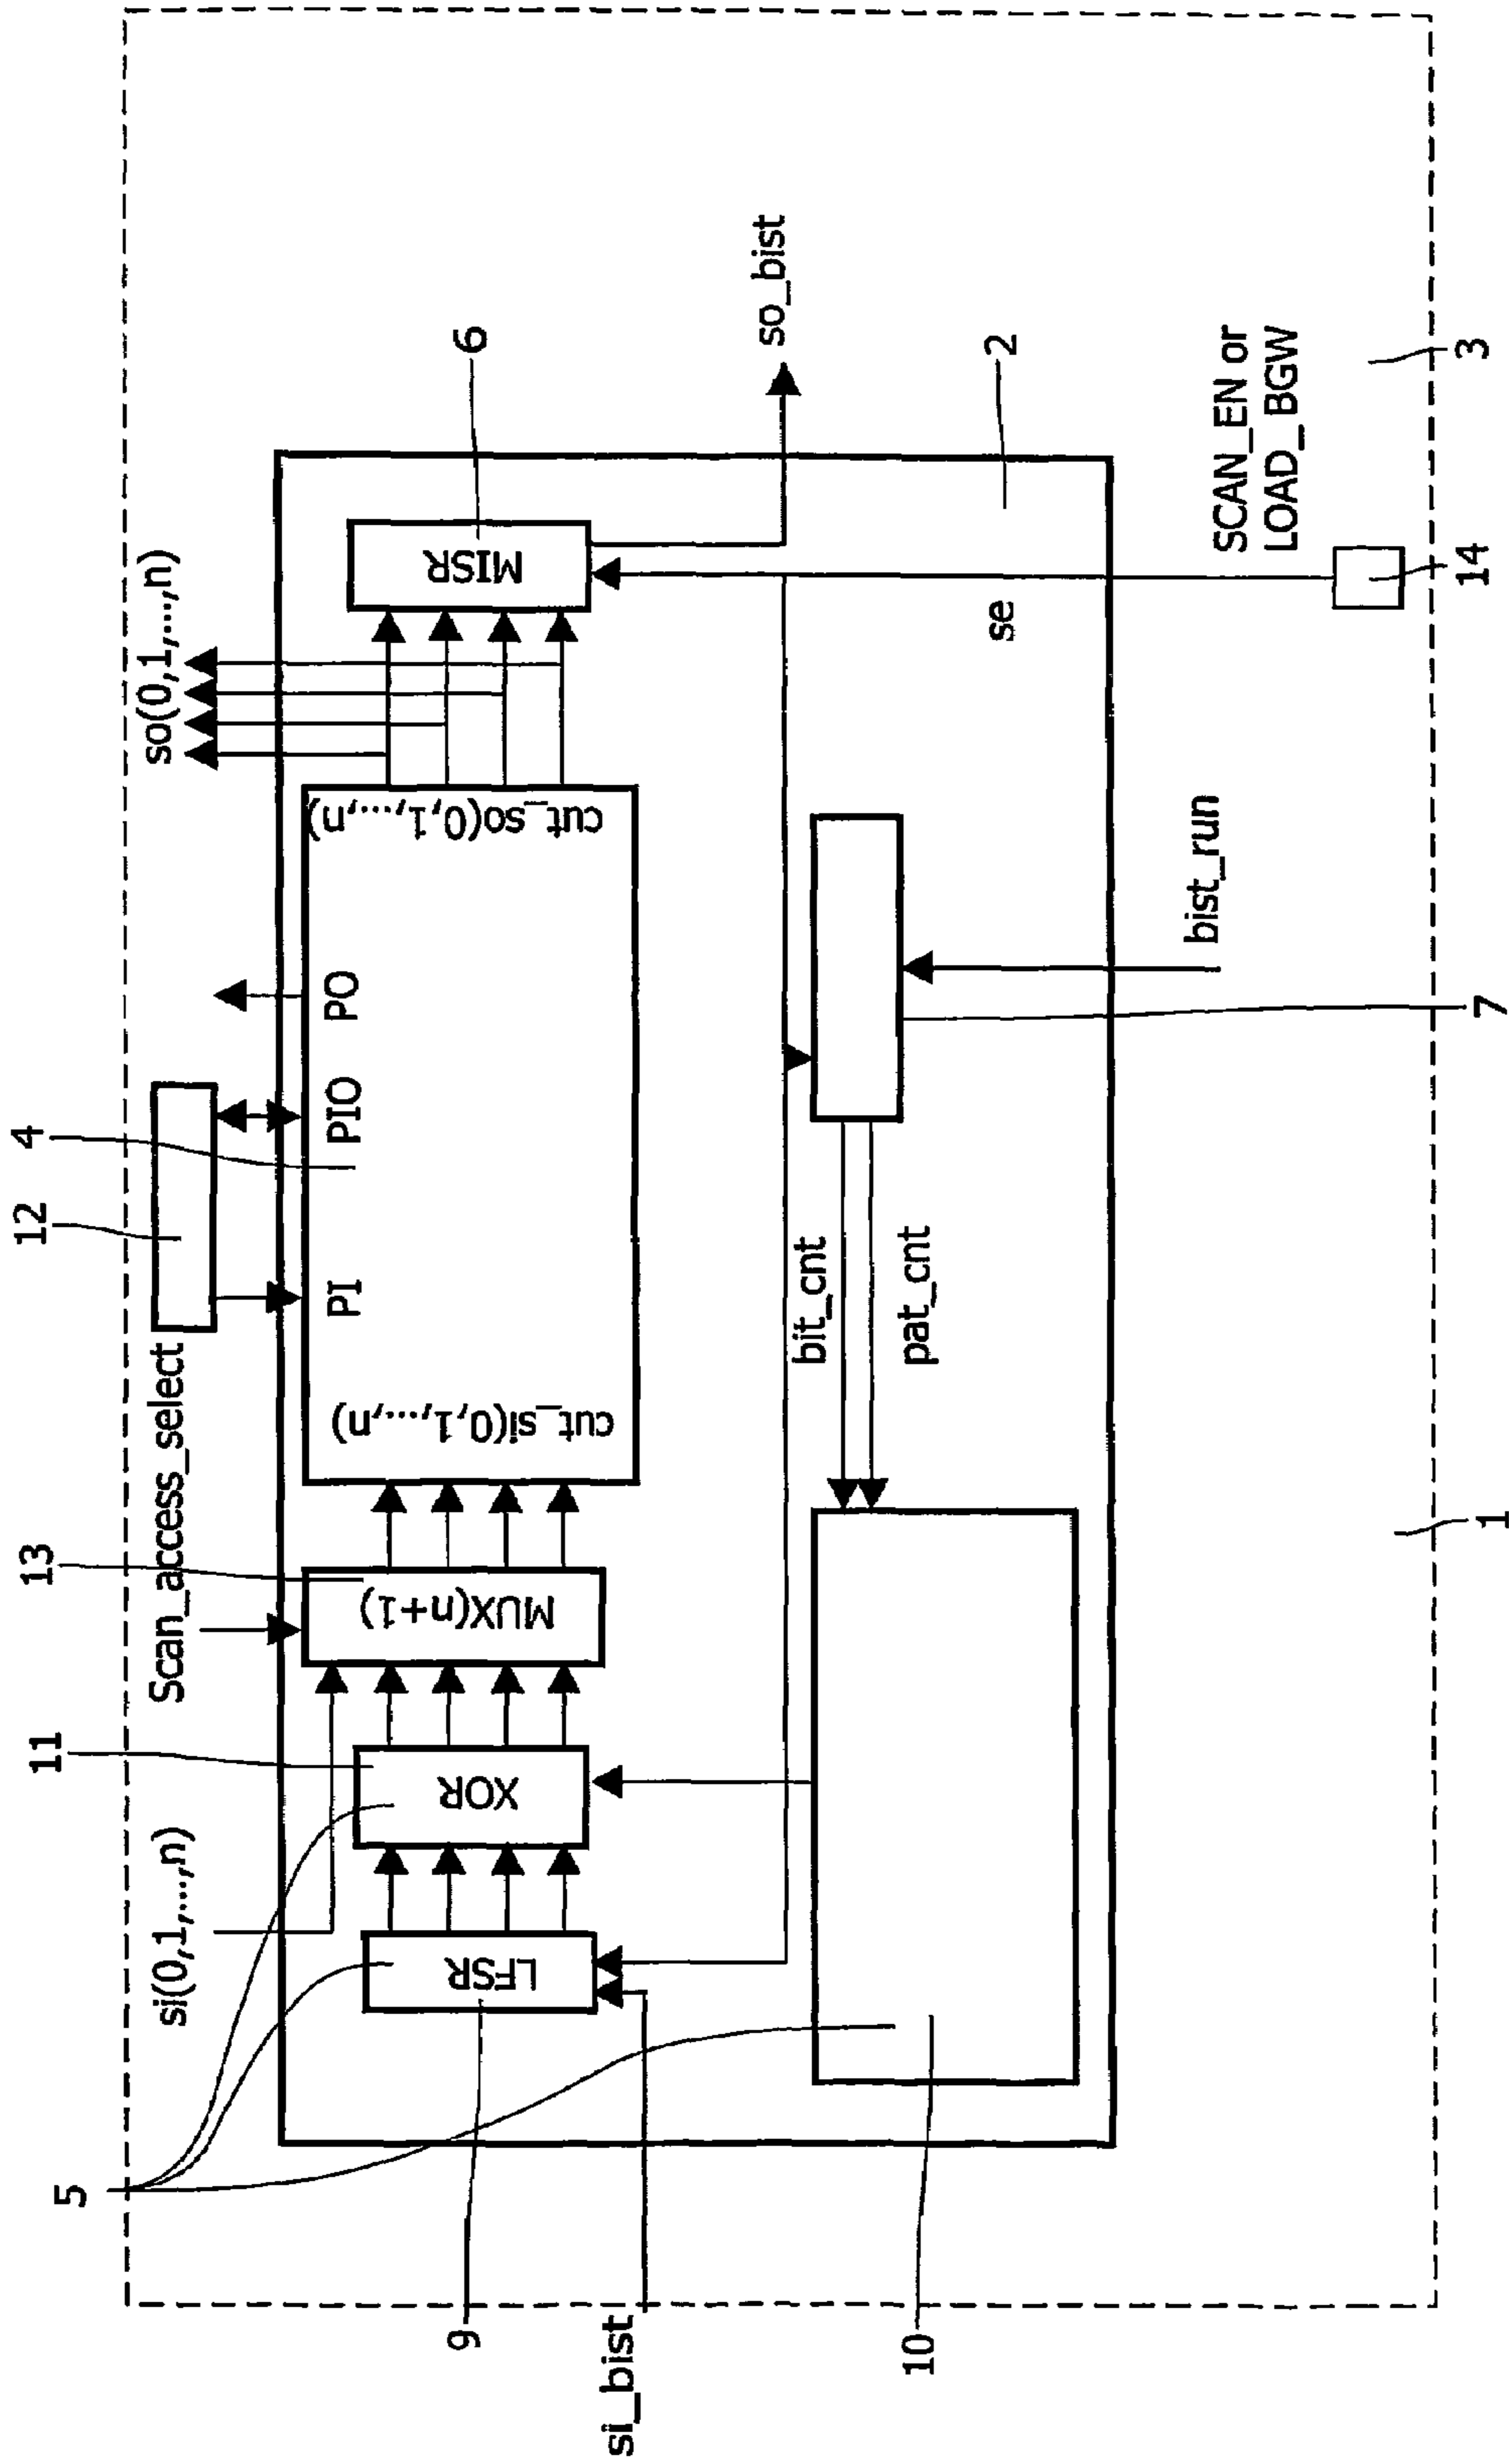 12
4
13
11
5
Scan_access_select
si(0,1,...,n)
so(0,1,...,n)
PI
PIO
PO
cut_si(0,1,...,n)
cut_so(0,1,...,n)
LFSR
XOR
MUX(n+1)
MISR
6
so_bist
9
si_bist
10
bit_cnt
pat_cnt
bist_run
7
se
2
SCAN_EN or
LOAD_BGW
14
3
1